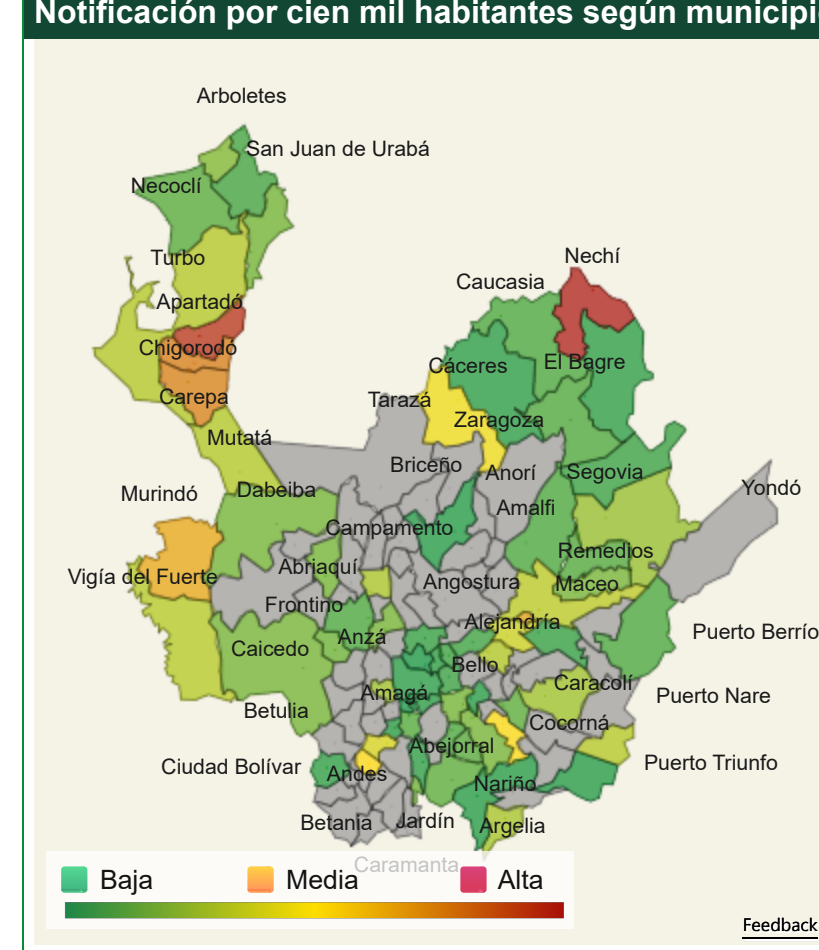 Notificación por cien mil habitantes según municipi
Arboletes
San Juan de Urabá
Necoclí
Nechí
Turbo
Caucasia
Apartadó
Chigorodó
El Bagre
Cáceres
Carepa
Tarazá
Zaragoza
Mutatá
Briceño
Anorí
Segovia
Murindó
Dabeiba
Yondó
Amalfi
Campamento
Remedios
Abriaquí
Vigía del Fuerte
Angostura
Maceo
Frontino
Alejandría
Anzá
Puerto Berrío
Caicedo
Bello
Caracolí
Amagá
Puerto Nare
Betulia
Cocorná
Abejorral
Puerto Triunfo
Ciudad Bolívar
Andes
Nariño
Betania
Jardín
Argelia
Caramanta
Baja
Media
Alta
Feedback